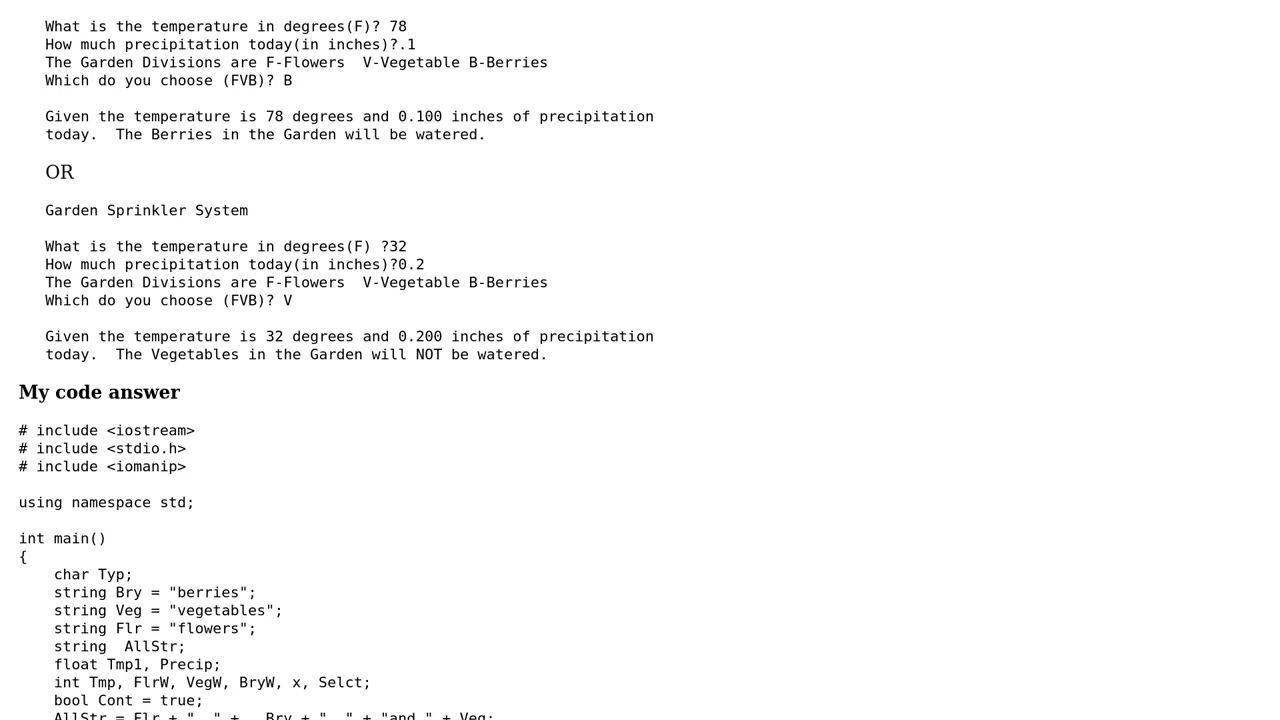 What is the temperature in degrees(F)? 78
How much precipitation today(in inches)?.1
The Garden Divisions are F-Flowers  V-Vegetable B-Berries
Which do you choose (FVB)? B
Given the temperature is 78 degrees and 0.100 inches of precipitation
today.  The Berries in the Garden will be watered.
OR
Garden Sprinkler System
What is the temperature in degrees(F) ?32
How much precipitation today(in inches)?0.2
The Garden Divisions are F-Flowers  V-Vegetable B-Berries
Which do you choose (FVB)? V
Given the temperature is 32 degrees and 0.200 inches of precipitation
today.  The Vegetables in the Garden will NOT be watered.
My code answer
# include <iostream>
# include <stdio.h>
# include <iomanip>
using namespace std;
int main()
{
    char Typ;
    string Bry = "berries";
    string Veg = "vegetables";
    string Flr = "flowers";
    string  AllStr;
    float Tmp1, Precip;
    int Tmp, FlrW, VegW, BryW, x, Selct;
    bool Cont = true;
    AllStr = Flr + "  " +   Bry + "  " + "and " + Veg;